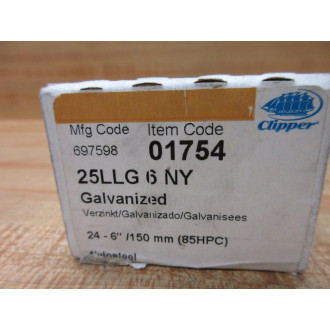 Clipper
Mfg Code Item Code
697598 01754
25LLG 6 NY
Galvanized
Verzinkt/Galvanizado/Galvanisees
24 - 6" /150 mm (85HPC)